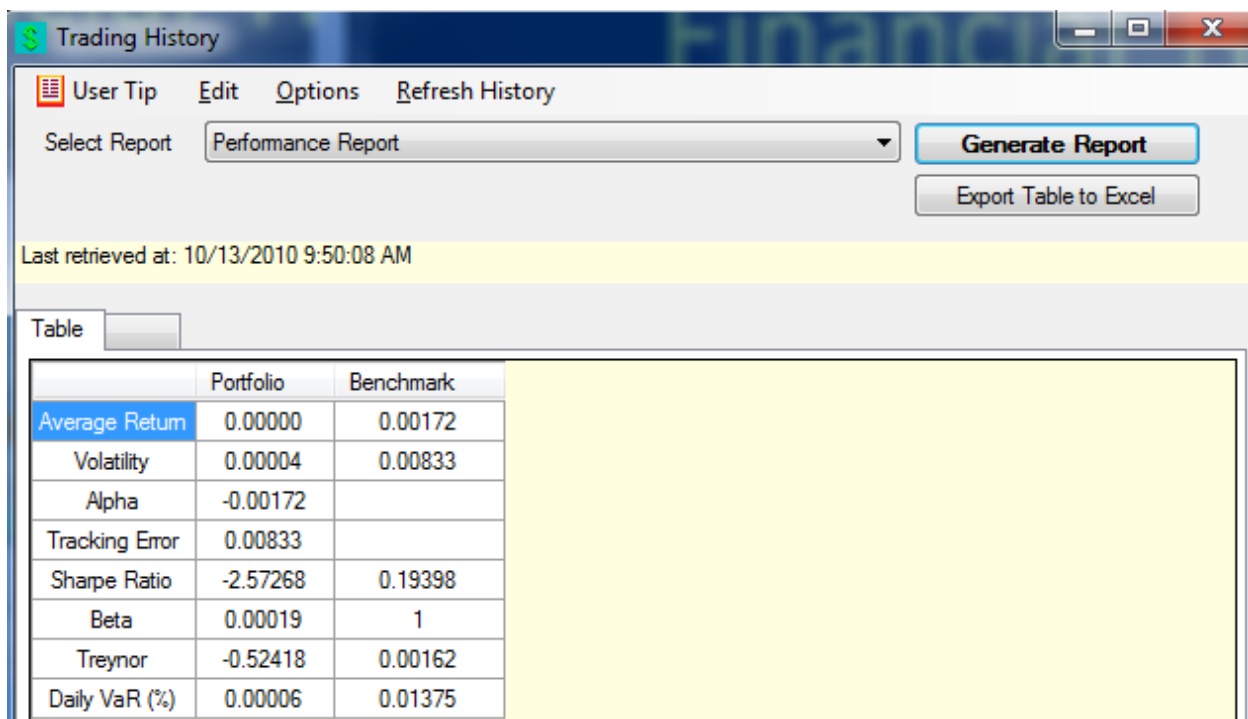 Financial
Trading History
User Tip Edit Options Refresh History
Select Report Performance Report Generate Report
Export Table to Excel
Last retrieved at: 10/13/2010 9:50:08 AM
Table
Portfolio Benchmark
Average Return 0.00000 0.00172
Volatility 0.00004 0.00833
Alpha -0.00172
Tracking Error 0.00833
Sharpe Ratio -2.57268 0.19398
Beta 0.00019 1
Treynor -0.52418 0.00162
Daily VaR (%) 0.00006 0.01375